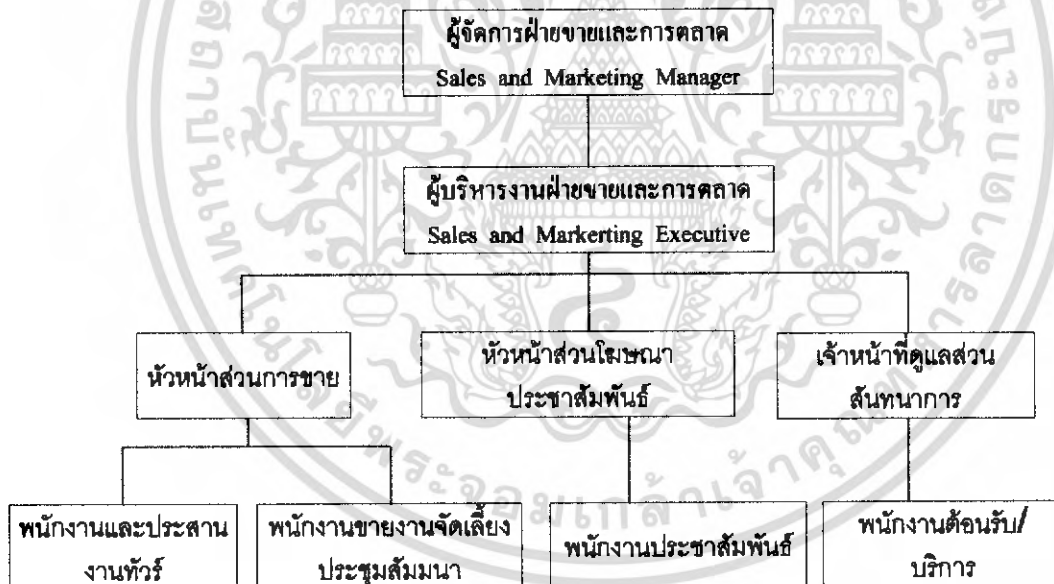 ผู้จัดการฝ่ายขายและการตลาด
Sales and Marketing Manager
ผู้บริหารงานฝ่ายขายและการตลาด
Sales and Markerting Executive
หัวหน้าส่วนการขาย
หัวหน้าส่วนโฆษณา
ประชาสัมพันธ์
เจ้าหน้าที่ดูแลส่วน
สันทนาการ
พนักงานและประสาน
งานทัวร์
พนักงานขายงานจัดเลี้ยง
ประชุมสัมมนา
พนักงานประชาสัมพันธ์
พนักงานต้อนรับ/
บริการ